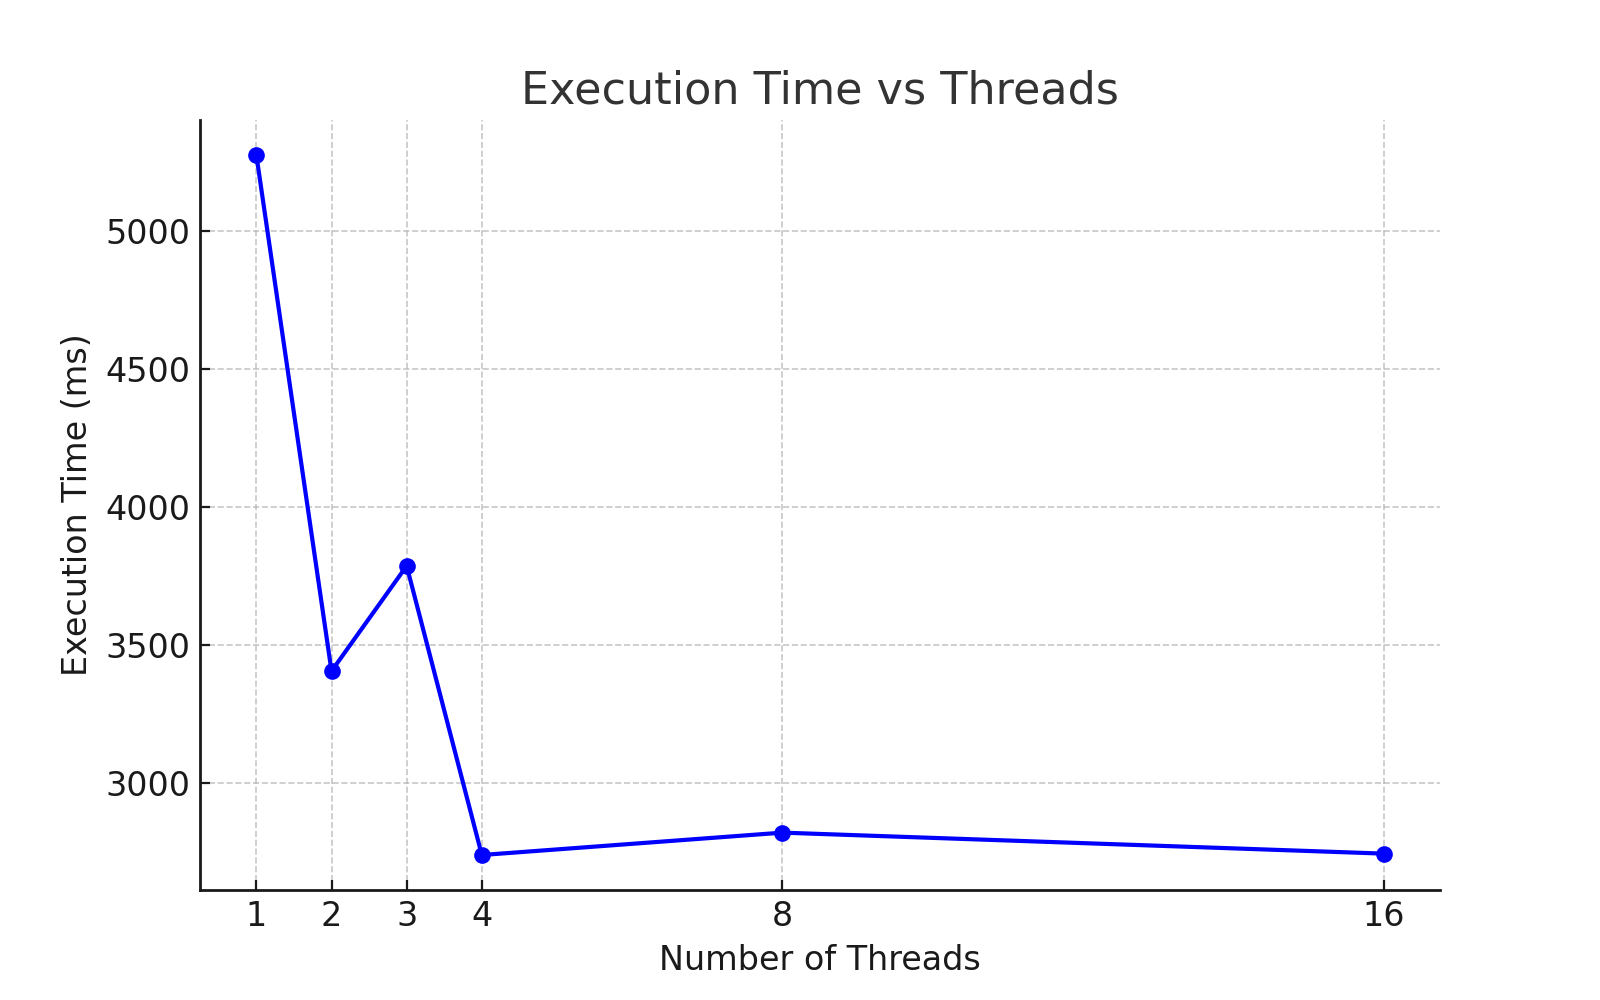 Execution Time vs Threads
Execution Time (ms)
5000
4500
4000
3500
3000
1 2 3 4 8 16
Number of Threads